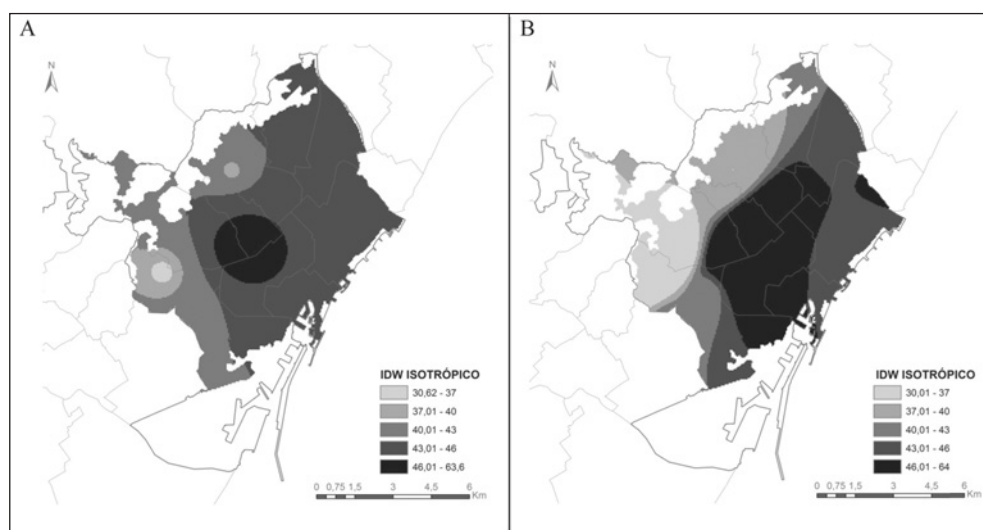 A
N
IDW ISOTRÓPICO
30,62 - 37
37,01 - 40
40,01 - 43
43,01 - 46
46,01 - 63,6
0 0,75 1,5 3 4,5 6
Km
B
N
IDW ISOTRÓPICO
30,01 - 37
37,01 - 40
40,01 - 43
43,01 - 46
46,01 - 64
0 0,75 1,5 3 4,5 6
Km